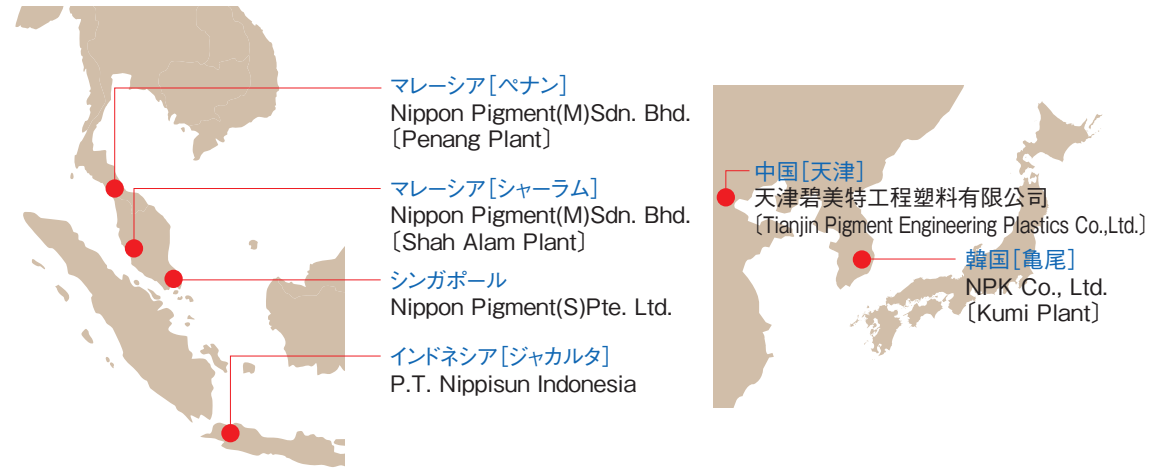 マレーシア［ペナン］
Nippon Pigment(M)Sdn. Bhd.
〔Penang Plant〕
マレーシア［シャーラム］
Nippon Pigment(M)Sdn. Bhd.
〔Shah Alam Plant〕
シンガポール
Nippon Pigment(S)Pte. Ltd.
インドネシア［ジャカルタ］
P.T. Nippisun Indonesia
中国［天津］
天津碧美特工程塑料有限公司
〔Tianjin Pigment Engineering Plastics Co.,Ltd.〕
韓国［亀尾］
NPK Co., Ltd.
〔Kumi Plant〕